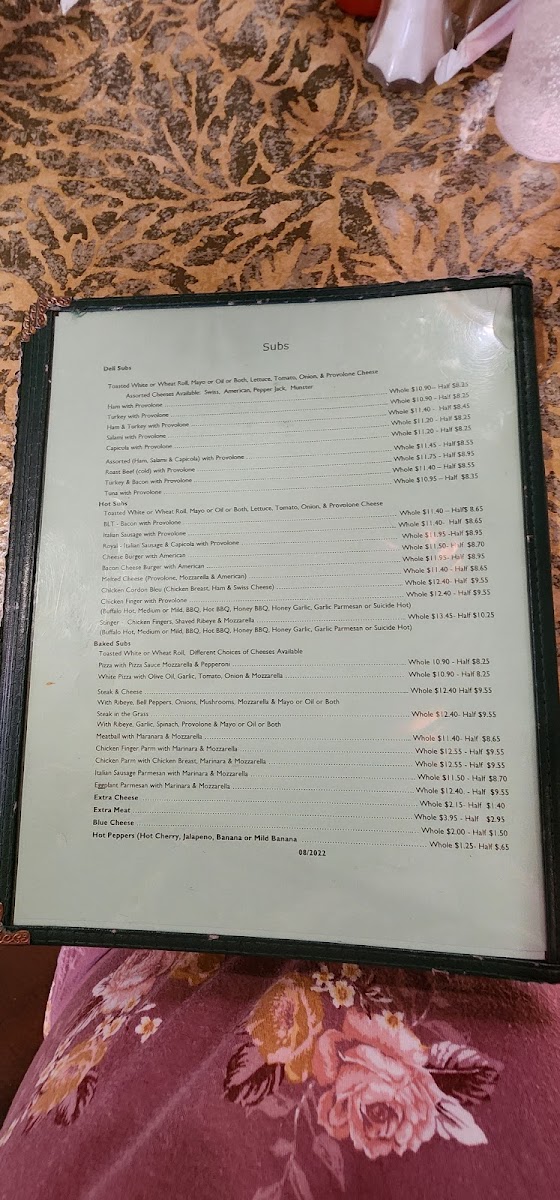 Subs
Deli Subs
Toasted White or Wheat Roll, Mayo or Oil or Both, Lettuce, Tomato, Onion, & Provolone Cheese
Assorted Cheeses Available: Swiss, American, Pepper Jack, Muenster
Ham with Provolone Whole $10.90 - Half $8.25
Turkey with Provolone Whole $10.90 - Half $8.25
Ham & Turkey with Provolone Whole $11.40 - Half $8.45
Salami with Provolone Whole $11.20 - Half $8.25
Capicola with Provolone Whole $11.20 - Half $8.25
Assorted (Ham, Salami & Capicola) with Provolone Whole $11.45 - Half $8.55
Roast Beef (cold) with Provolone Whole $11.75 - Half $8.95
Turkey & Bacon with Provolone Whole $11.40 - Half $8.55
Tuna with Provolone Whole $10.95 - Half $8.35
Hot Subs
Toasted White or Wheat Roll, Mayo or Oil or Both, Lettuce, Tomato, Onion, & Provolone Cheese
BLT - Bacon with Provolone Whole $11.40 - Half$ 8.65
Italian Sausage with Provolone Whole $11.40- Half $8.65
Royal - Italian Sausage & Capicola with Provolone Whole $11.95 -Half $8.95
Cheese Burger with American Whole $11.50- Half $8.70
Bacon Cheese Burger with American Whole $11.95- Half $8.95
Melted Cheese (Provolone, Mozzarella & American) Whole $11.40 - Half $8.65
Chicken Cordon Bleu (Chicken Breast, Ham & Swiss Cheese) Whole $12.40- Half $9.55
Chicken Finger with Provolone Whole $12.40 - Half $9.55
(Buffalo Hot, Medium or Mild, BBQ, Hot BBQ, Honey BBQ, Honey Garlic, Garlic Parmesan or Suicide Hot)
Stinger - Chicken Fingers, Shaved Ribeye & Mozzarella Whole $13.45- Half $10.25
(Buffalo Hot, Medium or Mild, BBQ, Hot BBQ, Honey BBQ, Honey Garlic, Garlic Parmesan or Suicide Hot)
Baked Subs
Toasted White or Wheat Roll, Different Choices of Cheeses Available
Pizza with Pizza Sauce Mozzarella & Pepperoni Whole 10.90 - Half $8.25
White Pizza with Olive Oil, Garlic, Tomato, Onion & Mozzarella Whole $10.90 - Half 8.25
Steak & Cheese Whole $12.40 Half $9.55
With Ribeye, Bell Peppers, Onions, Mushrooms, Mozzarella & Mayo or Oil or Both
Steak in the Grass Whole $12.40- Half $9.55
With Ribeye, Garlic, Spinach, Provolone & Mayo or Oil or Both
Meatball with Maranara & Mozzarella Whole $11.40- Half $8.65
Chicken Finger Parm with Marinara & Mozzarella Whole $12.55 - Half $9.55
Chicken Parm with Chicken Breast, Marinara & Mozzarella Whole $12.55 - Half $9.55
Italian Sausage Parmesan with Marinara & Mozzarella Whole $11.50 - Half $8.70
Eggplant Parmesan with Marinara & Mozzarella Whole $12.40. - Half $9.55
Extra Cheese Whole $2.15- Half $1.40
Extra Meat Whole $3.95 - Half $2.95
Blue Cheese Whole $2.00 - Half $1.50
Hot Peppers (Hot Cherry, Jalapeno, Banana or Mild Banana Whole $1.25- Half $.65
08/2022